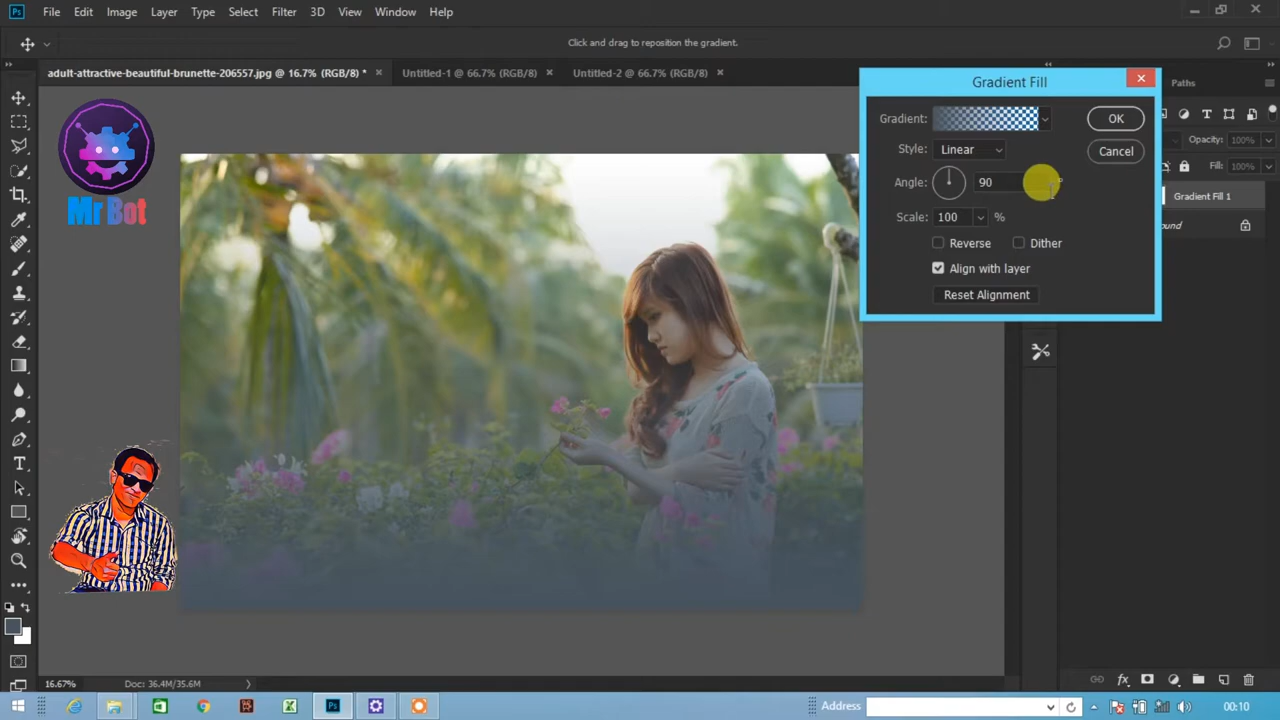 Ps File Edit Image Layer Type Select Filter 3D View Window Help
Click and drag to reposition the gradient.
adult-attractive-beautiful-brunette-206557.jpg @ 16.7% (RGB/8) * Untitled-1 @ 66.7% (RGB/8) Untitled-2 @ 66.7% (RGB/8)
Gradient Fill
Paths
Gradient:
OK
Style: Linear
Cancel
Angle: 90
Scale: 100 %
Reverse Dither
Align with layer
Reset Alignment
Opacity: 100%
Fill: 100%
Gradient Fill 1
ound
Mr Bot
16.67% Doc: 36.4M/35.6M
Ps
Address
00:10